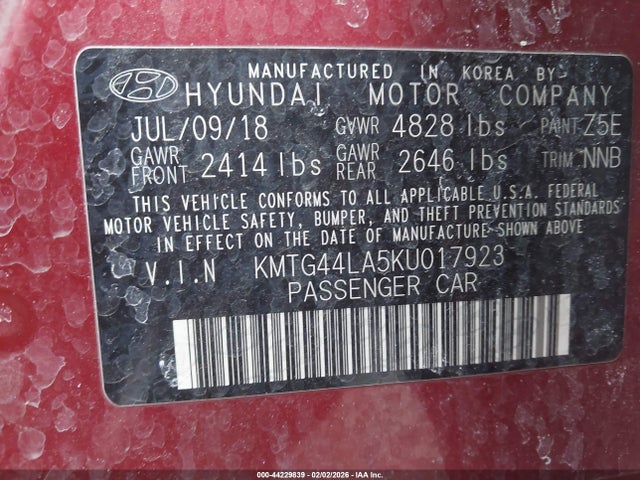 MANUFACTURED IN KOREA BY
HYUNDAI MOTOR COMPANY
JUL/09/18 GVWR 4828 lbs PAINT Z5E
GAWR FRONT 2414 lbs GAWR REAR 2646 lbs TRIM NNB
THIS VEHICLE CONFORMS TO ALL APPLICABLE U.S.A. FEDERAL
MOTOR VEHICLE SAFETY, BUMPER, AND THEFT PREVENTION STANDARDS
IN EFFECT ON THE DATE OF MANUFACTURE SHOWN ABOVE
V.I.N KMTG44LA5KU017923
PASSENGER CAR
000-44229839 - 02/02/2026 - IAA Inc.